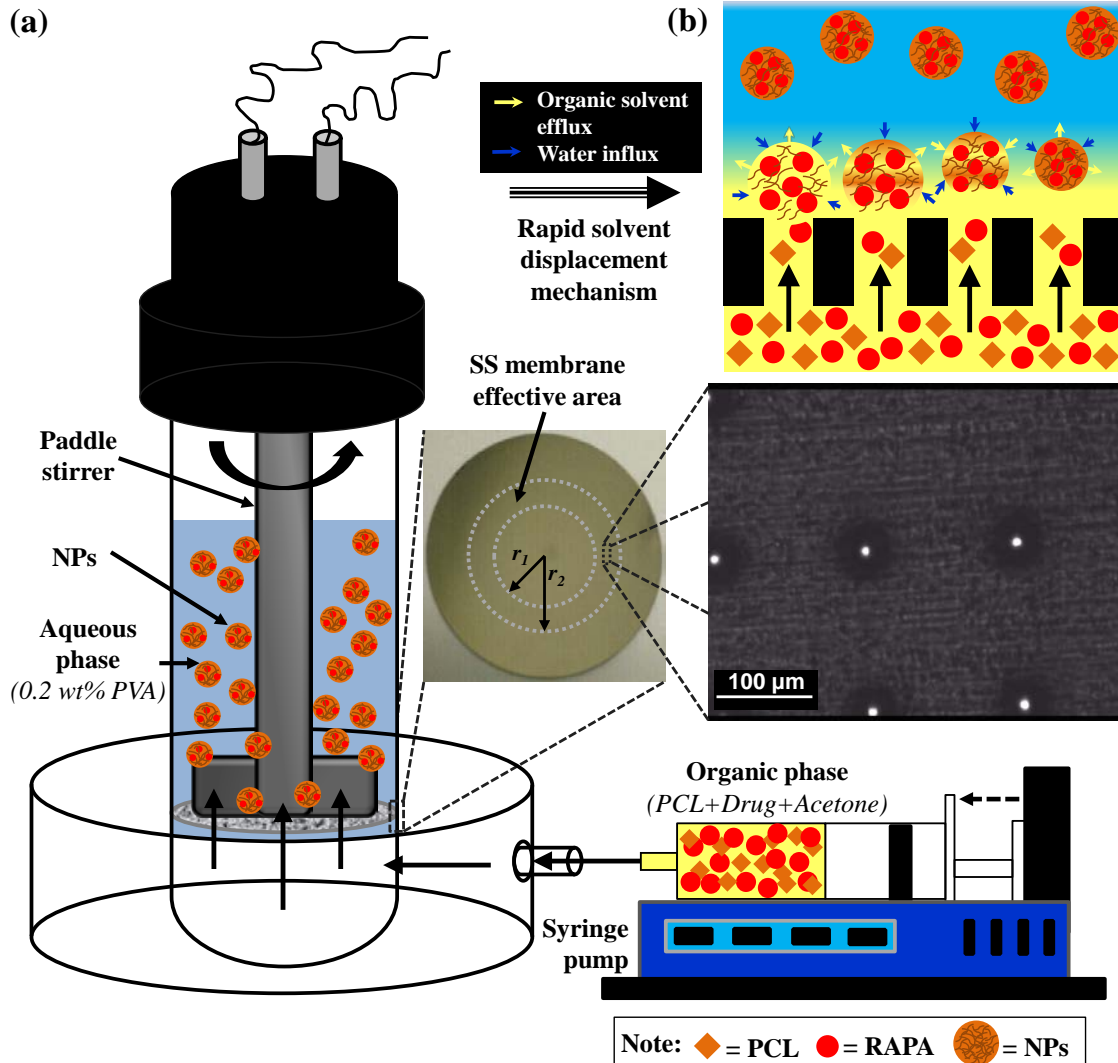 (a)
(b)
Organic solvent
efflux
Water influx
Rapid solvent
displacement
mechanism
SS membrane
effective area
Paddle
stirrer
r1
r2
NPs
Aqueous
phase
(0.2 wt% PVA)
100 µm
Organic phase
(PCL+Drug+Acetone)
Syringe
pump
Note: = PCL = RAPA = NPs